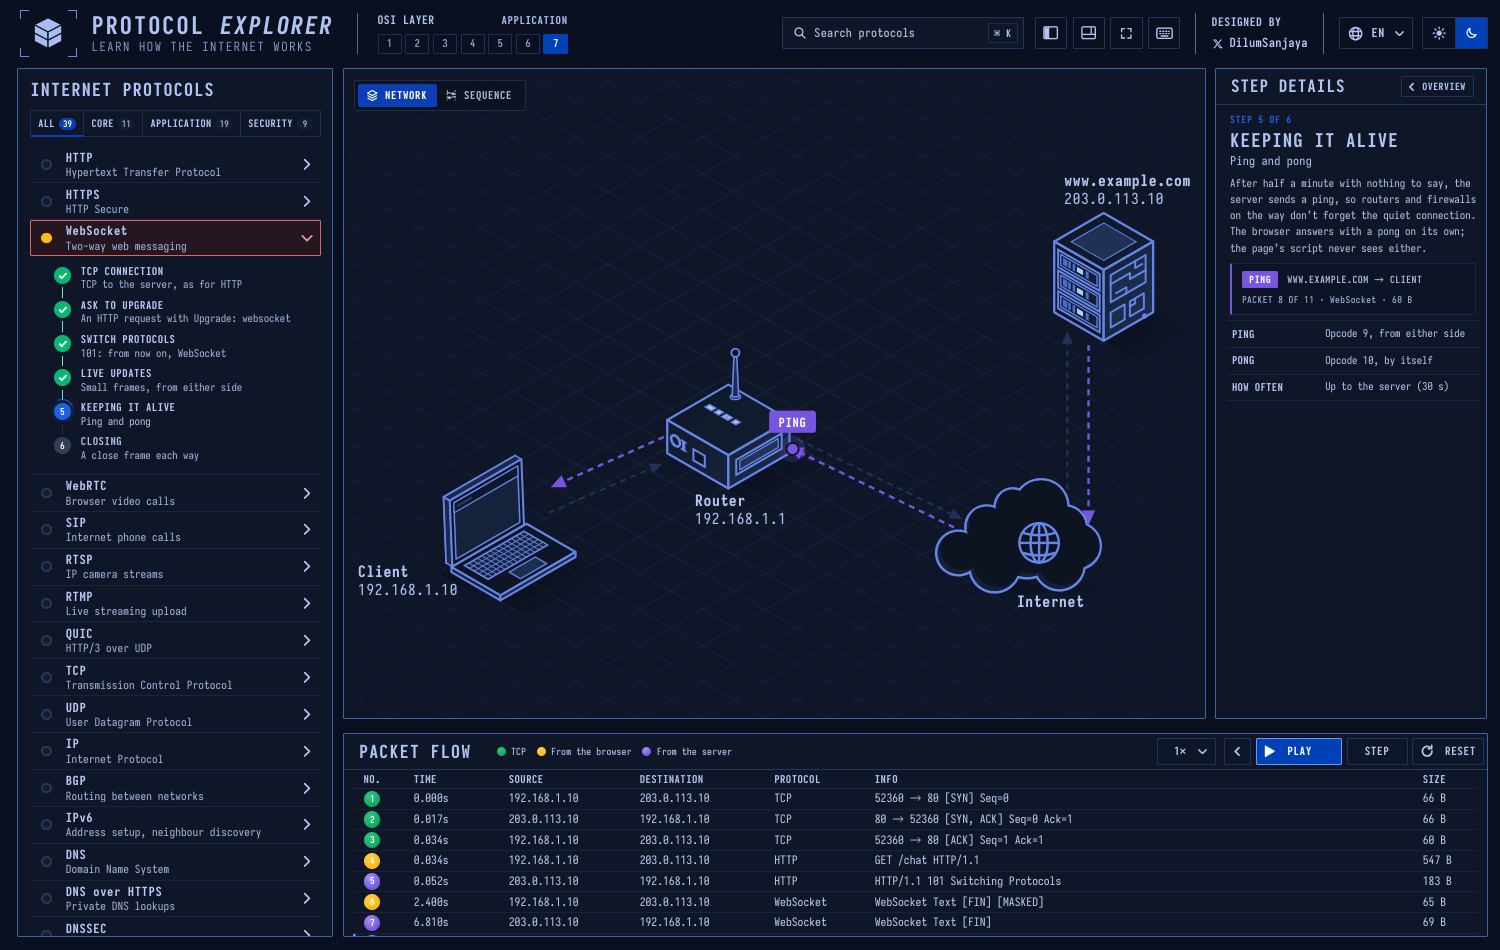 PROTOCOL EXPLORER
LEARN HOW THE INTERNET WORKS
OSI LAYER APPLICATION
1 2 3 4 5 6 7
Search protocols ⌘ K
DESIGNED BY
DilumSanjaya
EN
INTERNET PROTOCOLS
ALL 39 CORE 11 APPLICATION 19 SECURITY 9
HTTP
Hypertext Transfer Protocol
HTTPS
HTTP Secure
WebSocket
Two-way web messaging
TCP CONNECTION
TCP to the server, as for HTTP
ASK TO UPGRADE
An HTTP request with Upgrade: websocket
SWITCH PROTOCOLS
101: from now on, WebSocket
LIVE UPDATES
Small frames, from either side
5 KEEPING IT ALIVE
Ping and pong
6 CLOSING
A close frame each way
WebRTC
Browser video calls
SIP
Internet phone calls
RTSP
IP camera streams
RTMP
Live streaming upload
QUIC
HTTP/3 over UDP
TCP
Transmission Control Protocol
UDP
User Datagram Protocol
IP
Internet Protocol
BGP
Routing between networks
IPv6
Address setup, neighbour discovery
DNS
Domain Name System
DNS over HTTPS
Private DNS lookups
DNSSEC
NETWORK SEQUENCE
www.example.com
203.0.113.10
PING
Router
192.168.1.1
Client
192.168.1.10
Internet
STEP DETAILS OVERVIEW
STEP 5 OF 6
KEEPING IT ALIVE
Ping and pong
After half a minute with nothing to say, the
server sends a ping, so routers and firewalls
on the way don't forget the quiet connection.
The browser answers with a pong on its own;
the page's script never sees either.
PING WWW.EXAMPLE.COM → CLIENT
PACKET 8 OF 11 · WebSocket · 60 B
PING Opcode 9, from either side
PONG Opcode 10, by itself
HOW OFTEN Up to the server (30 s)
PACKET FLOW TCP From the browser From the server 1× PLAY STEP RESET
NO. TIME SOURCE DESTINATION PROTOCOL INFO SIZE
1 0.000s 192.168.1.10 203.0.113.10 TCP 52360 → 80 [SYN] Seq=0 66 B
2 0.017s 203.0.113.10 192.168.1.10 TCP 80 → 52360 [SYN, ACK] Seq=0 Ack=1 66 B
3 0.034s 192.168.1.10 203.0.113.10 TCP 52360 → 80 [ACK] Seq=1 Ack=1 60 B
4 0.034s 192.168.1.10 203.0.113.10 HTTP GET /chat HTTP/1.1 547 B
5 0.052s 203.0.113.10 192.168.1.10 HTTP HTTP/1.1 101 Switching Protocols 183 B
6 2.400s 192.168.1.10 203.0.113.10 WebSocket WebSocket Text [FIN] [MASKED] 65 B
7 6.810s 203.0.113.10 192.168.1.10 WebSocket WebSocket Text [FIN] 69 B